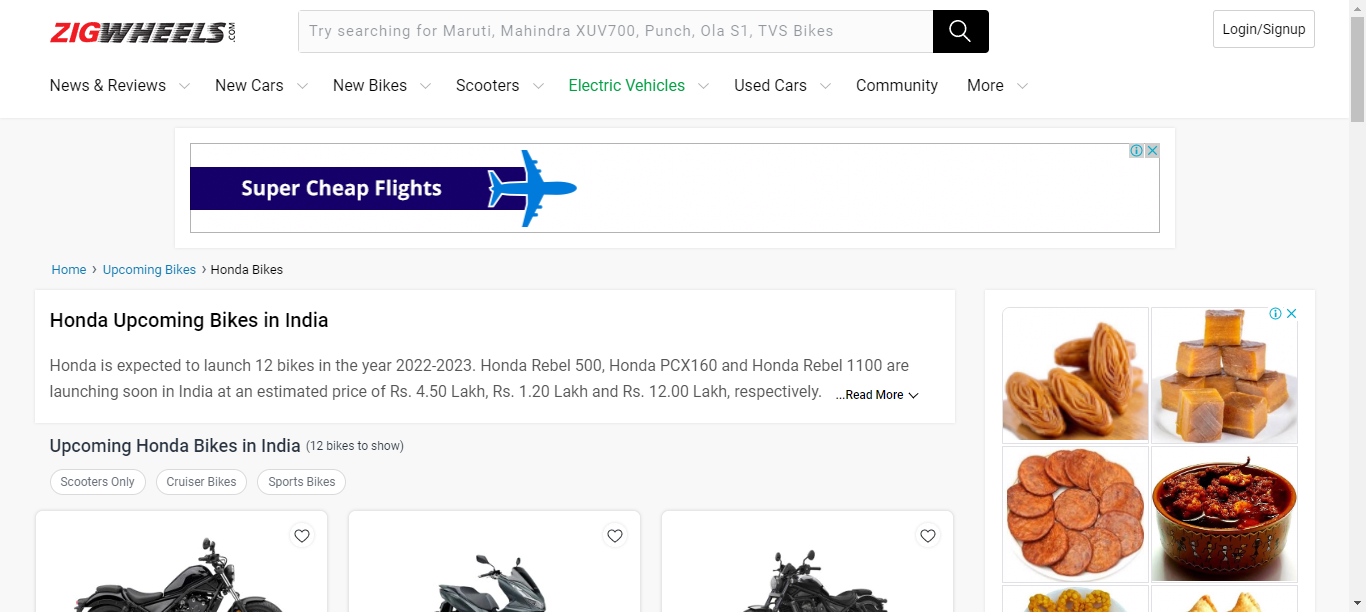 ZIGWHEELS.COM
Try searching for Maruti, Mahindra XUV700, Punch, Ola S1, TVS Bikes
Login/Signup
News & Reviews New Cars New Bikes Scooters Electric Vehicles Used Cars Community More
Super Cheap Flights
Home › Upcoming Bikes › Honda Bikes
Honda Upcoming Bikes in India
Honda is expected to launch 12 bikes in the year 2022-2023. Honda Rebel 500, Honda PCX160 and Honda Rebel 1100 are
launching soon in India at an estimated price of Rs. 4.50 Lakh, Rs. 1.20 Lakh and Rs. 12.00 Lakh, respectively. ...Read More
Upcoming Honda Bikes in India (12 bikes to show)
Scooters Only Cruiser Bikes Sports Bikes